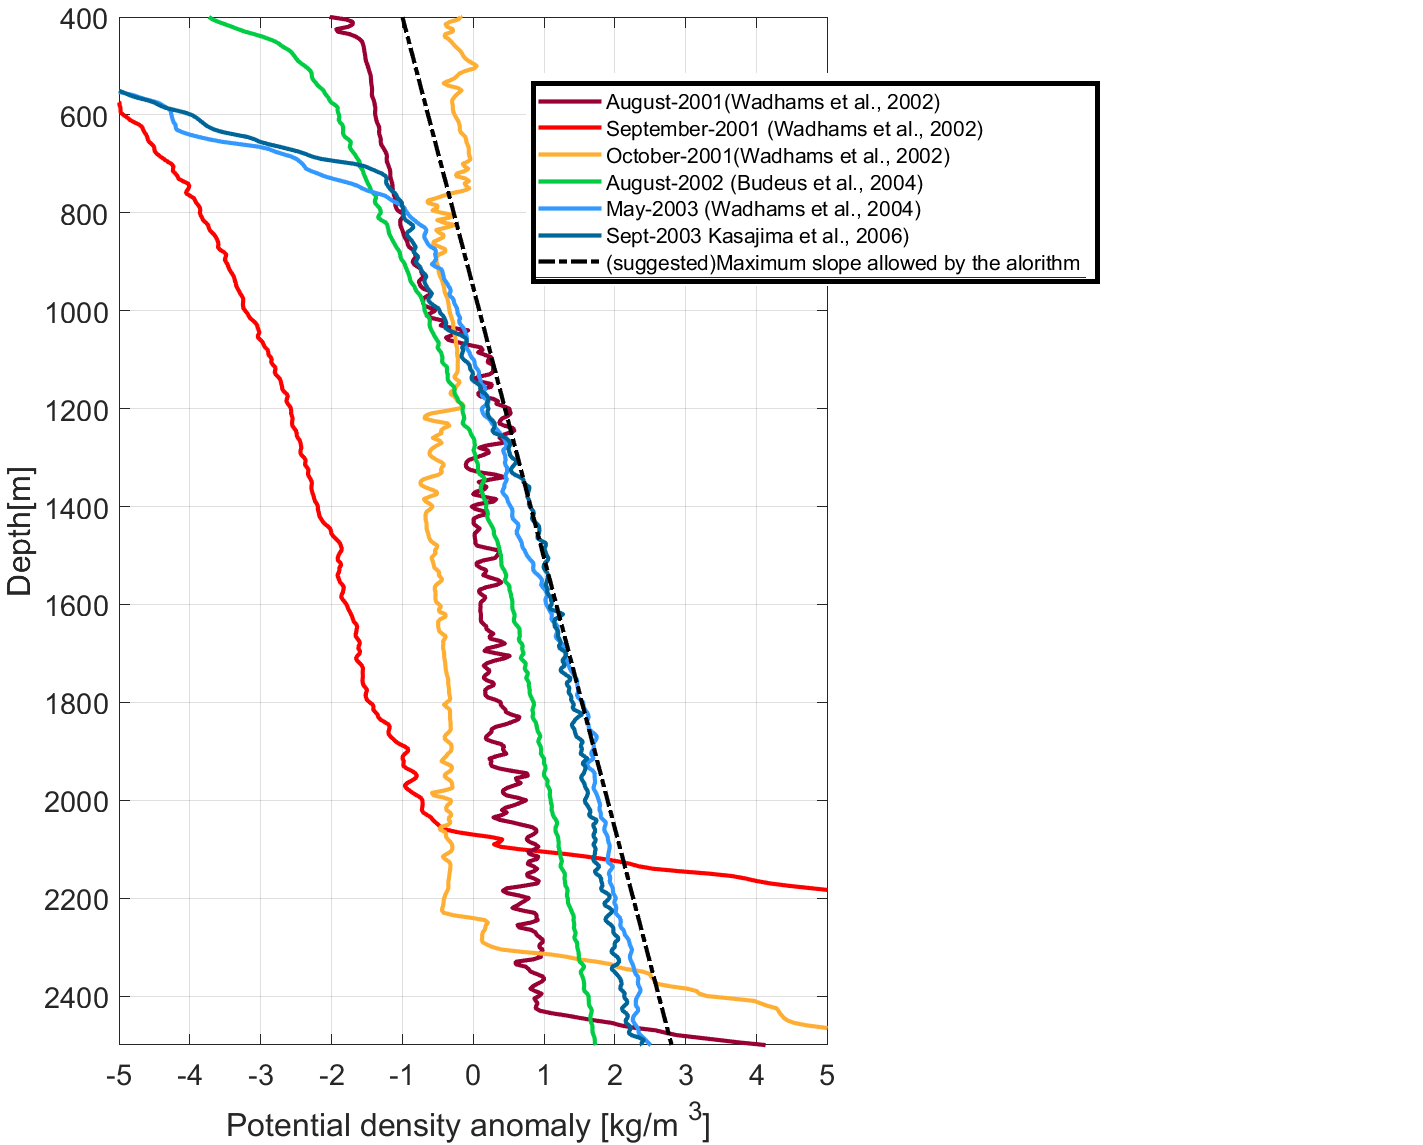 400
600
800
1000
1200
1400
1600
1800
2000
2200
2400
Depth[m]
August-2001(Wadhams et al., 2002)
September-2001 (Wadhams et al., 2002)
October-2001(Wadhams et al., 2002)
August-2002 (Budeus et al., 2004)
May-2003 (Wadhams et al., 2004)
Sept-2003 Kasajima et al., 2006)
(suggested)Maximum slope allowed by the alorithm
-5 -4 -3 -2 -1 0 1 2 3 4 5
Potential density anomaly [kg/m 3]